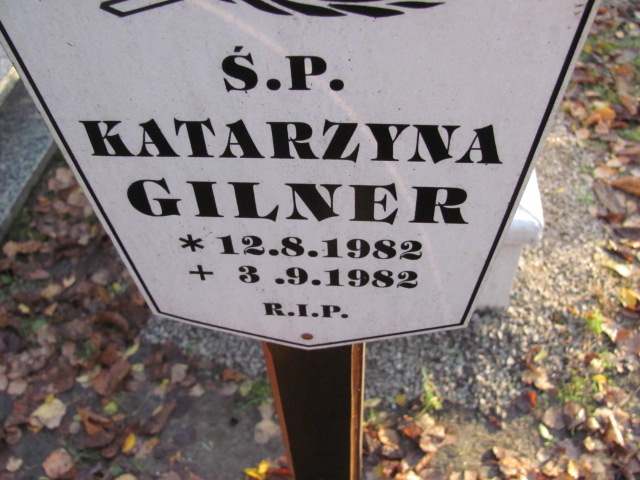 Ś.P.
KATARZYNA
GILNER
* 12.8.1982
+ 3 .9.1982
R.I.P.